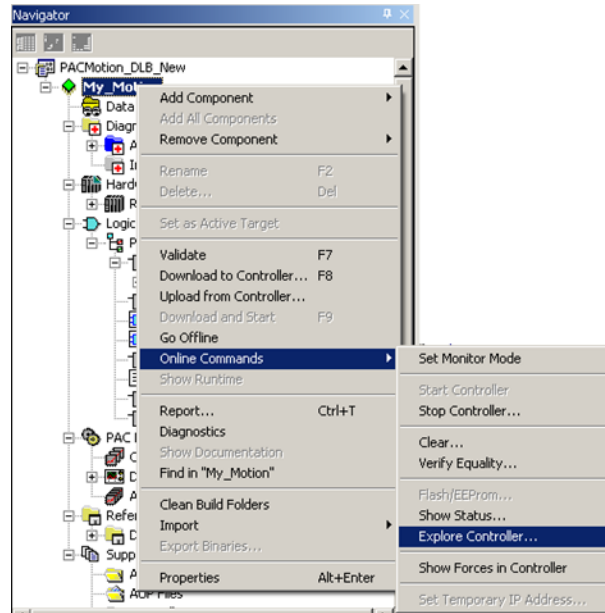 Navigator
PACMotion_DLB_New
My_Mot
Data
Diagr
A
I
Hard
R
Logic
P
PAC
C
D
A
Refer
D
Supp
A
AUP Files
Add Component
Add All Components
Remove Component
Rename F2
Delete... Del
Set as Active Target
Validate F7
Download to Controller... F8
Upload from Controller...
Download and Start F9
Go Offline
Online Commands
Show Runtime
Report... Ctrl+T
Diagnostics
Show Documentation
Find in "My_Motion"
Clean Build Folders
Import
Export Binaries...
Properties Alt+Enter
Set Monitor Mode
Start Controller
Stop Controller...
Clear...
Verify Equality...
Flash/EEProm...
Show Status...
Explore Controller...
Show Forces in Controller
Set Temporary IP Address...